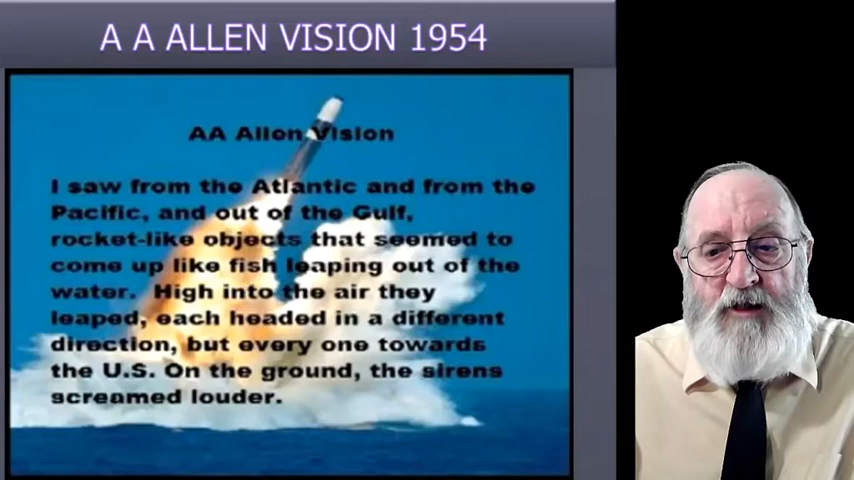 A A ALLEN VISION 1954
AA Allen Vision
I saw from the Atlantic and from the
Pacific, and out of the Gulf,
rocket-like objects that seemed to
come up like fish leaping out of the
water. High into the air they
leaped, each headed in a different
direction, but every one towards
the U.S. On the ground, the sirens
screamed louder.